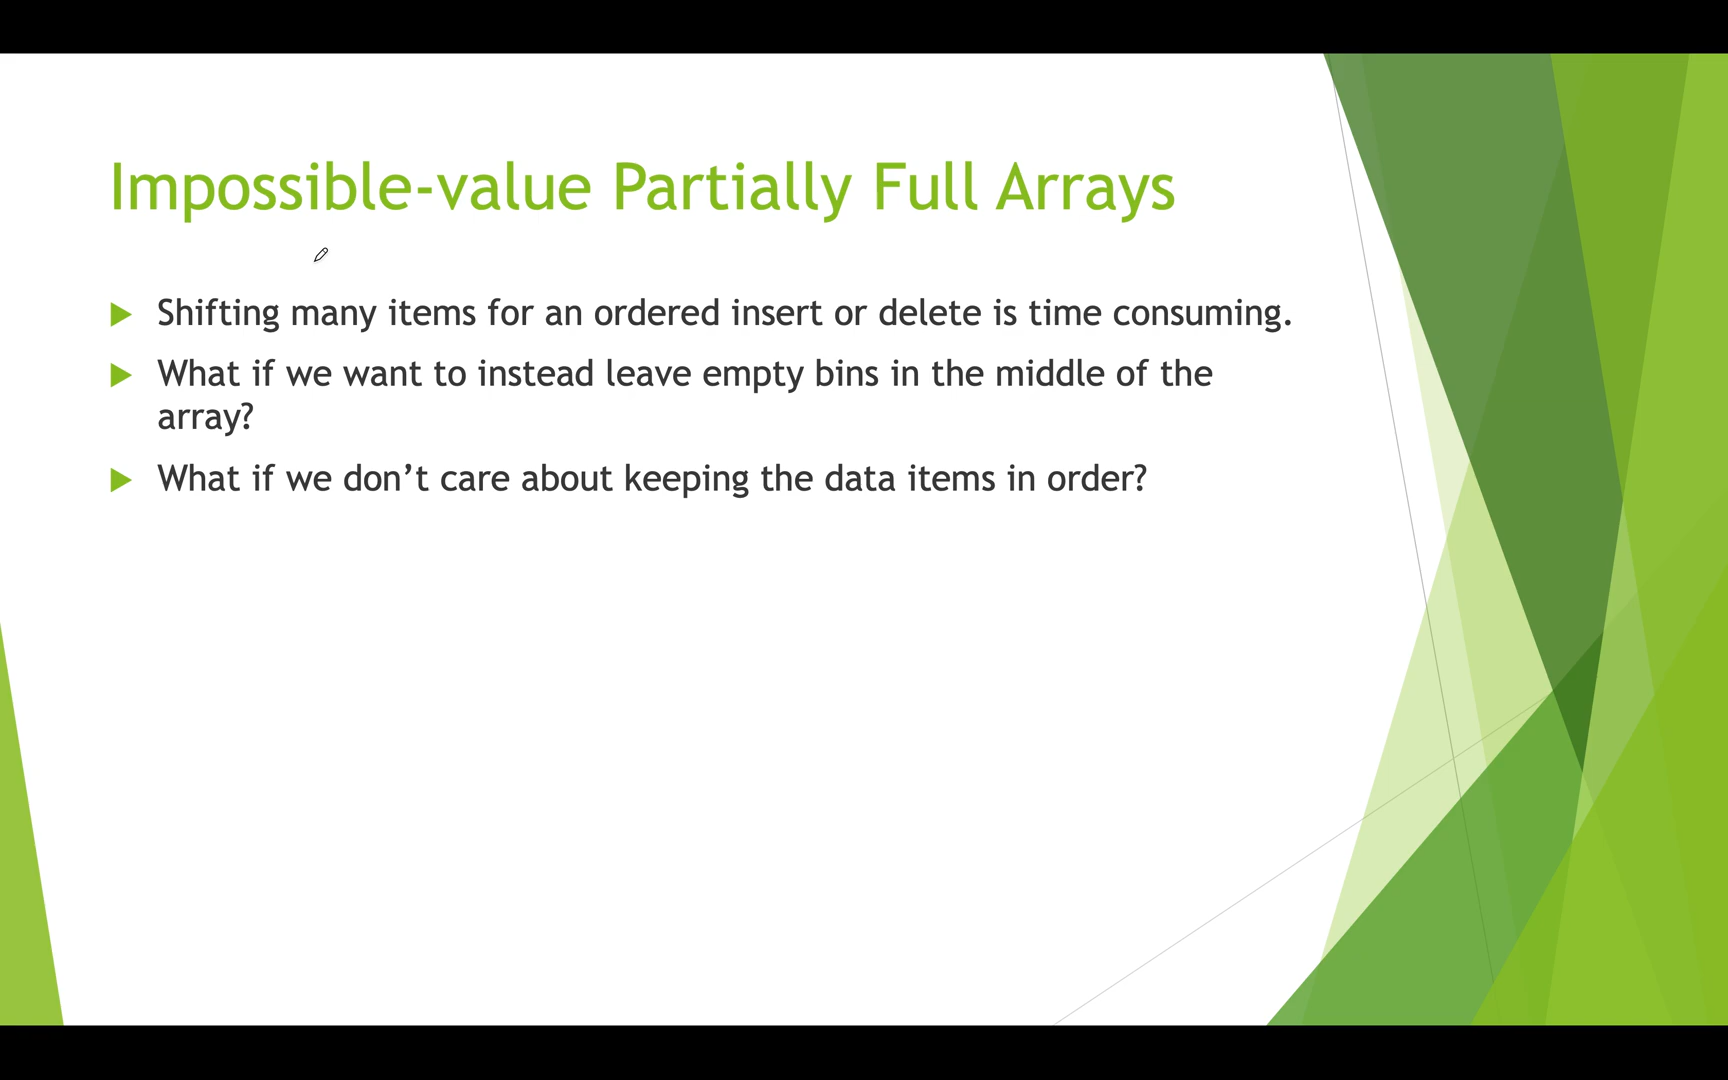 Impossible-value Partially Full Arrays
Shifting many items for an ordered insert or delete is time consuming.
What if we want to instead leave empty bins in the middle of the
array?
What if we don’t care about keeping the data items in order?